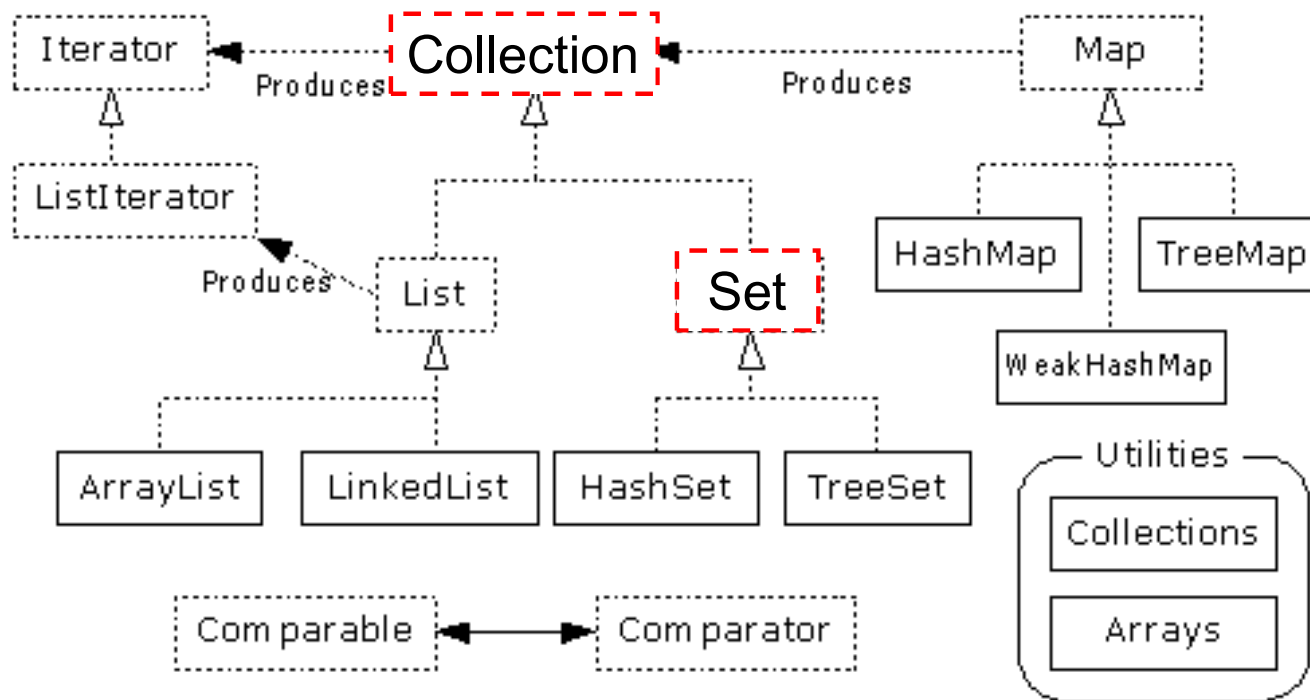 Iterator
Collection
Map
Produces
Produces
ListIterator
Produces
List
Set
HashMap
TreeMap
WeakHashMap
ArrayList
LinkedList
HashSet
TreeSet
Utilities
Collections
Arrays
Comparable
Comparator